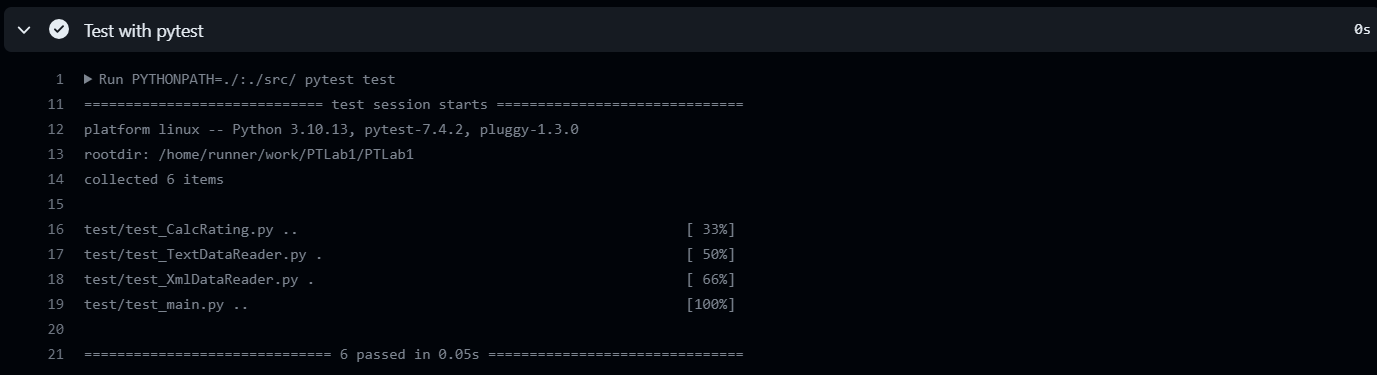 Test with pytest 0s
1 Run PYTHONPATH=./:./src/ pytest test
11 ============================= test session starts ==============================
12 platform linux -- Python 3.10.13, pytest-7.4.2, pluggy-1.3.0
13 rootdir: /home/runner/work/PTLab1/PTLab1
14 collected 6 items
15
16 test/test_CalcRating.py .. [ 33%]
17 test/test_TextDataReader.py . [ 50%]
18 test/test_XmlDataReader.py . [ 66%]
19 test/test_main.py .. [100%]
20
21 ============================== 6 passed in 0.05s ===============================